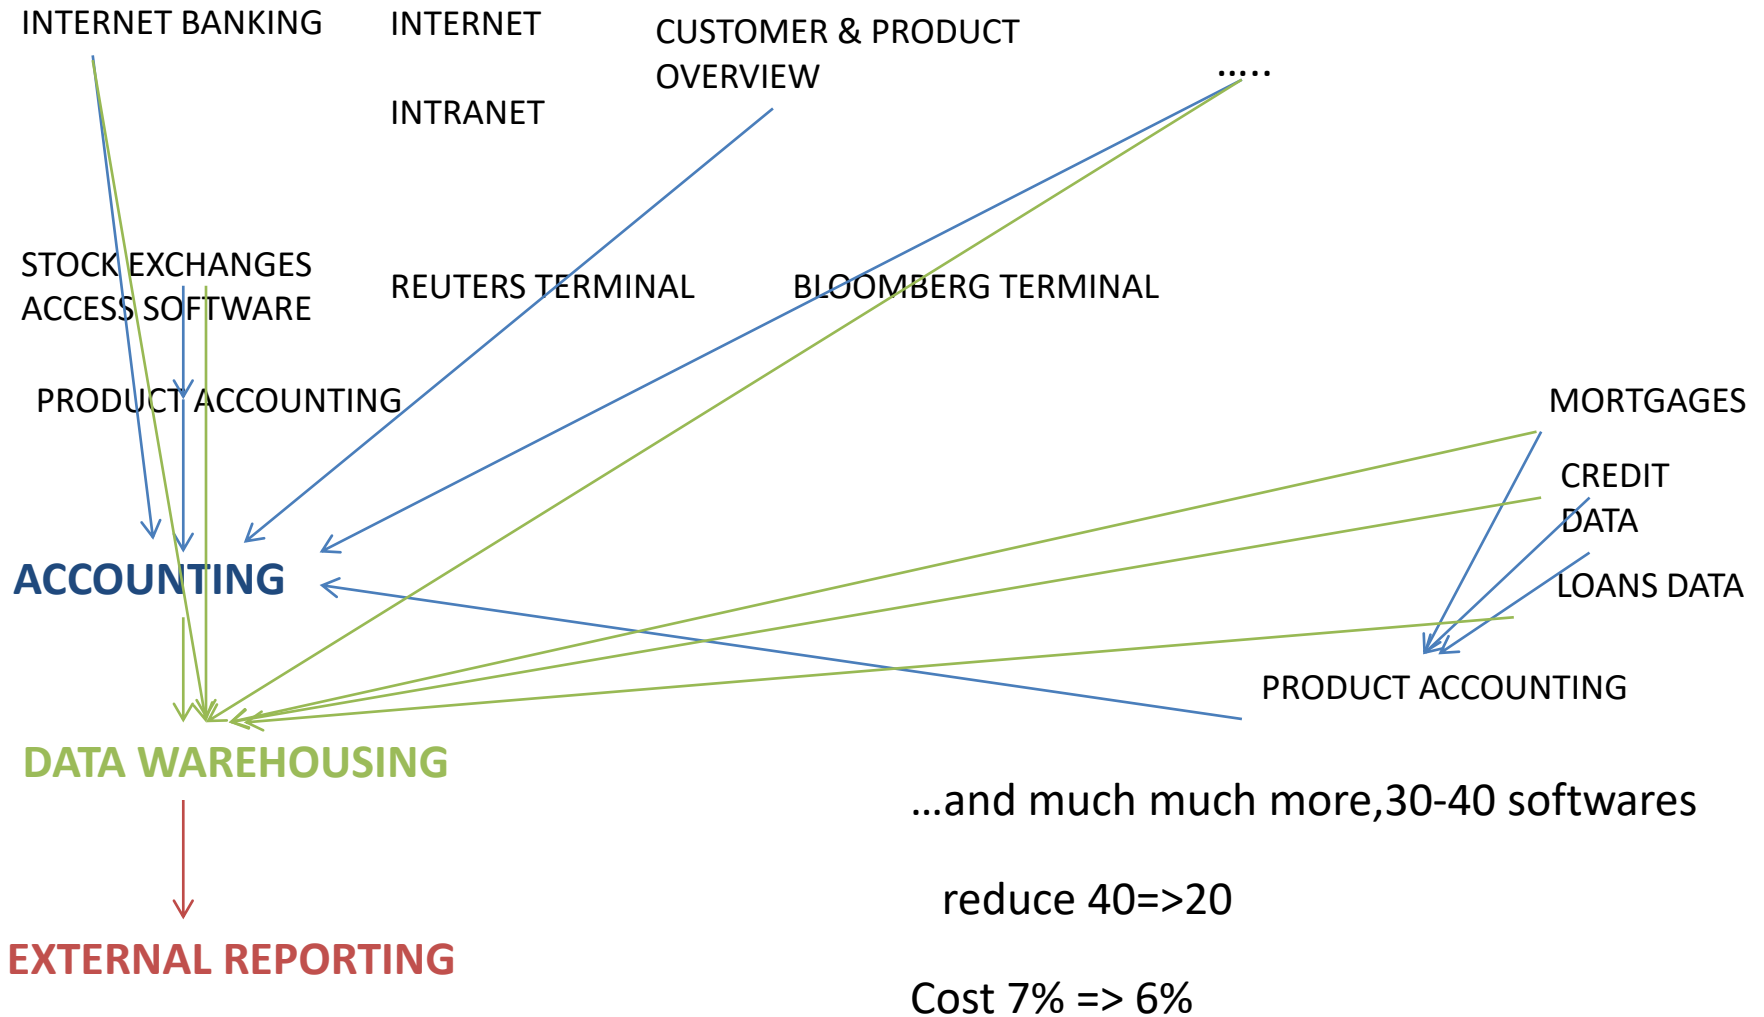 INTERNET BANKING
INTERNET
CUSTOMER & PRODUCT
OVERVIEW
.....
INTRANET
STOCK EXCHANGES
ACCESS SOFTWARE
REUTERS TERMINAL
BLOOMBERG TERMINAL
PRODUCT ACCOUNTING
MORTGAGES
CREDIT
DATA
ACCOUNTING
LOANS DATA
PRODUCT ACCOUNTING
DATA WAREHOUSING
...and much much more,30-40 softwares
reduce 40=>20
EXTERNAL REPORTING
Cost 7% => 6%